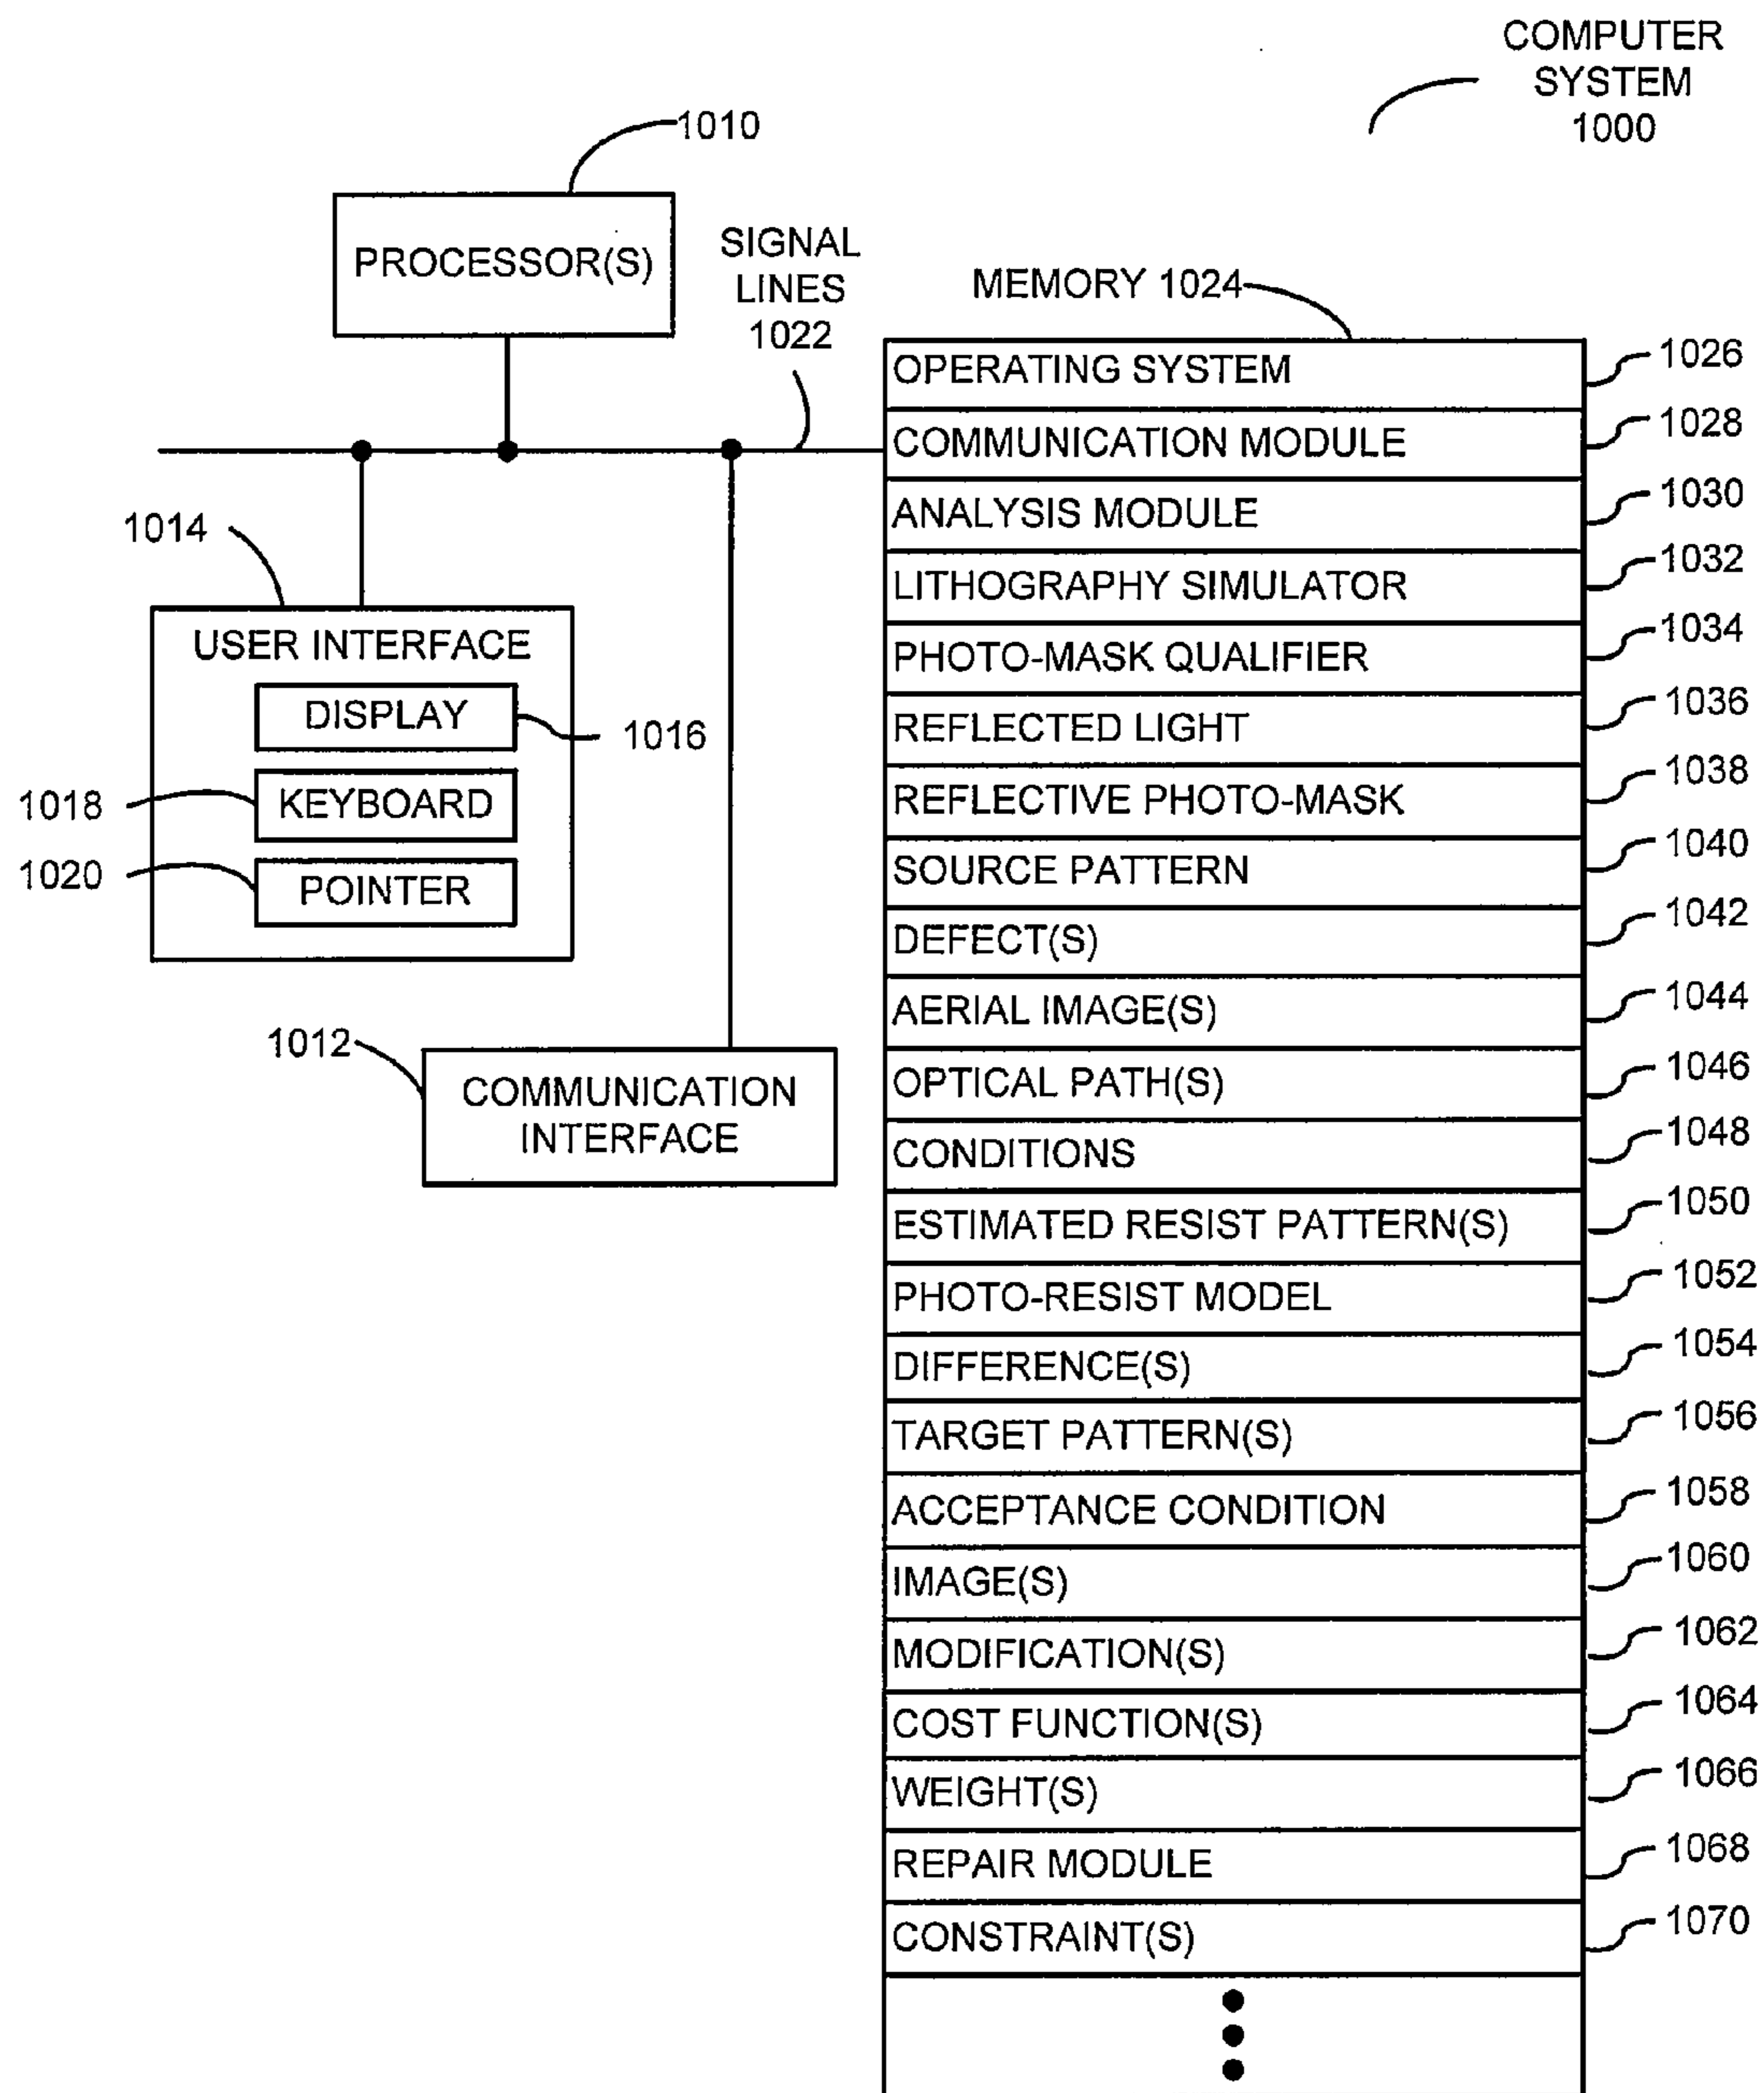 COMPUTER
SYSTEM
1000
1010
PROCESSOR(S)
SIGNAL
LINES
1022
MEMORY 1024
OPERATING SYSTEM
1026
COMMUNICATION MODULE
1028
ANALYSIS MODULE
1030
LITHOGRAPHY SIMULATOR
1032
PHOTO-MASK QUALIFIER
1034
REFLECTED LIGHT
1036
REFLECTIVE PHOTO-MASK
1038
SOURCE PATTERN
1040
DEFECT(S)
1042
AERIAL IMAGE(S)
1044
OPTICAL PATH(S)
1046
CONDITIONS
1048
ESTIMATED RESIST PATTERN(S)
1050
PHOTO-RESIST MODEL
1052
DIFFERENCE(S)
1054
TARGET PATTERN(S)
1056
ACCEPTANCE CONDITION
1058
IMAGE(S)
1060
MODIFICATION(S)
1062
COST FUNCTION(S)
1064
WEIGHT(S)
1066
REPAIR MODULE
1068
CONSTRAINT(S)
1070
1014
USER INTERFACE
DISPLAY
1016
1018
KEYBOARD
1020
POINTER
1012
COMMUNICATION
INTERFACE